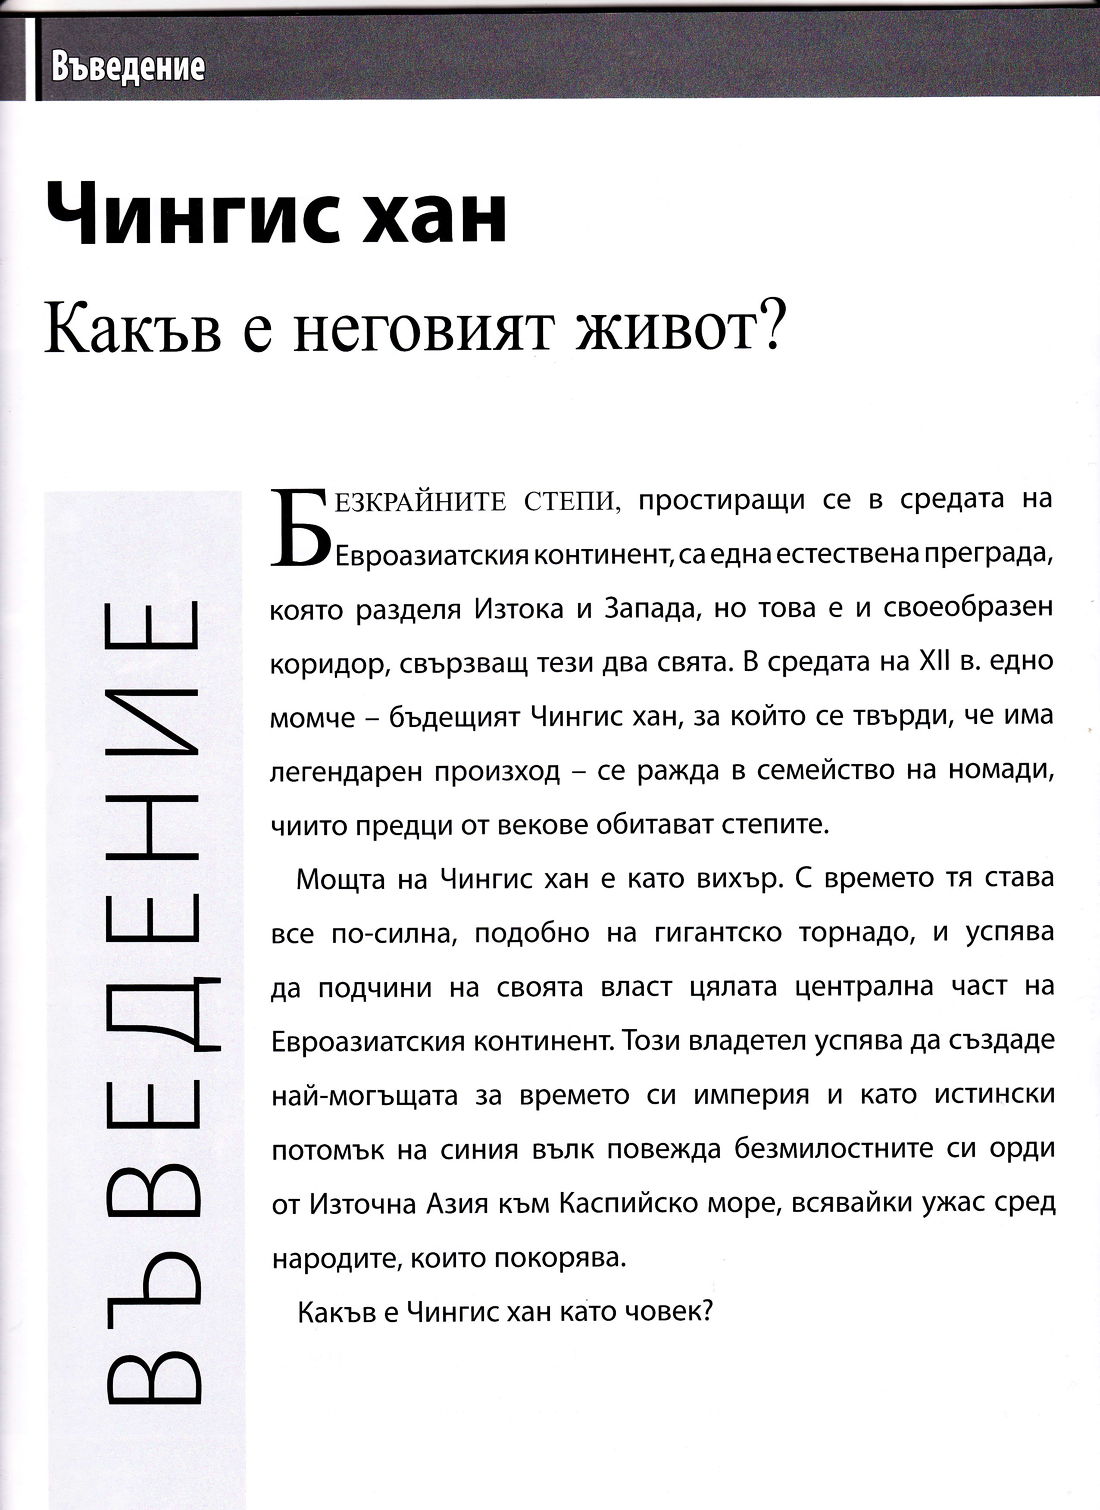 Въведение
Чингис хан
Какъв е неговият живот?
ВЪВЕДЕНИЕ
БЕЗКРАЙНИТЕ СТЕПИ, простиращи се в средата на
Евроазиатския континент, са една естествена преграда,
която разделя Изтока и Запада, но това е и своеобразен
коридор, свързващ тези два свята. В средата на XII в. едно
момче – бъдещият Чингис хан, за който се твърди, че има
легендарен произход – се ражда в семейство на номади,
чиито предци от векове обитават степите.
Мощта на Чингис хан е като вихър. С времето тя става
все по-силна, подобно на гигантско торнадо, и успява
да подчини на своята власт цялата централна част на
Евроазиатския континент. Този владетел успява да създаде
най-могъщата за времето си империя и като истински
потомък на синия вълк повежда безмилостните си орди
от Източна Азия към Каспийско море, всявайки ужас сред
народите, които покорява.
Какъв е Чингис хан като човек?